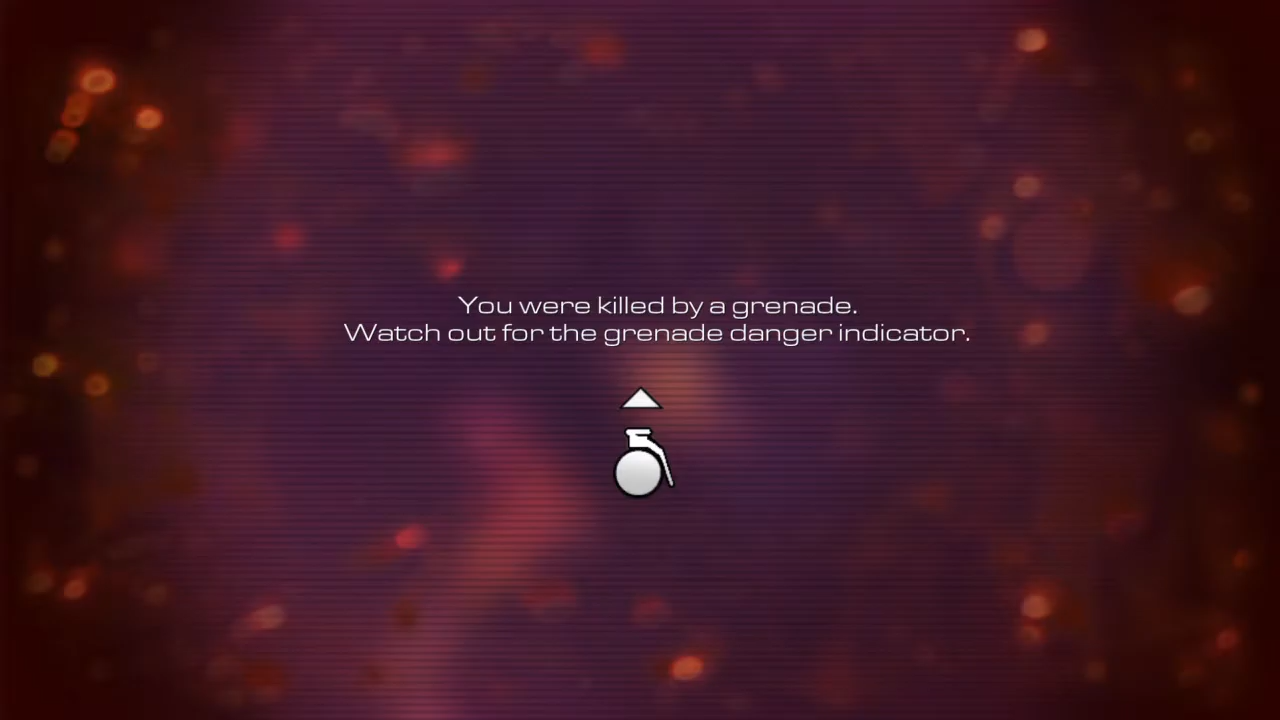 You were killed by a grenade.
Watch out for the grenade danger indicator.